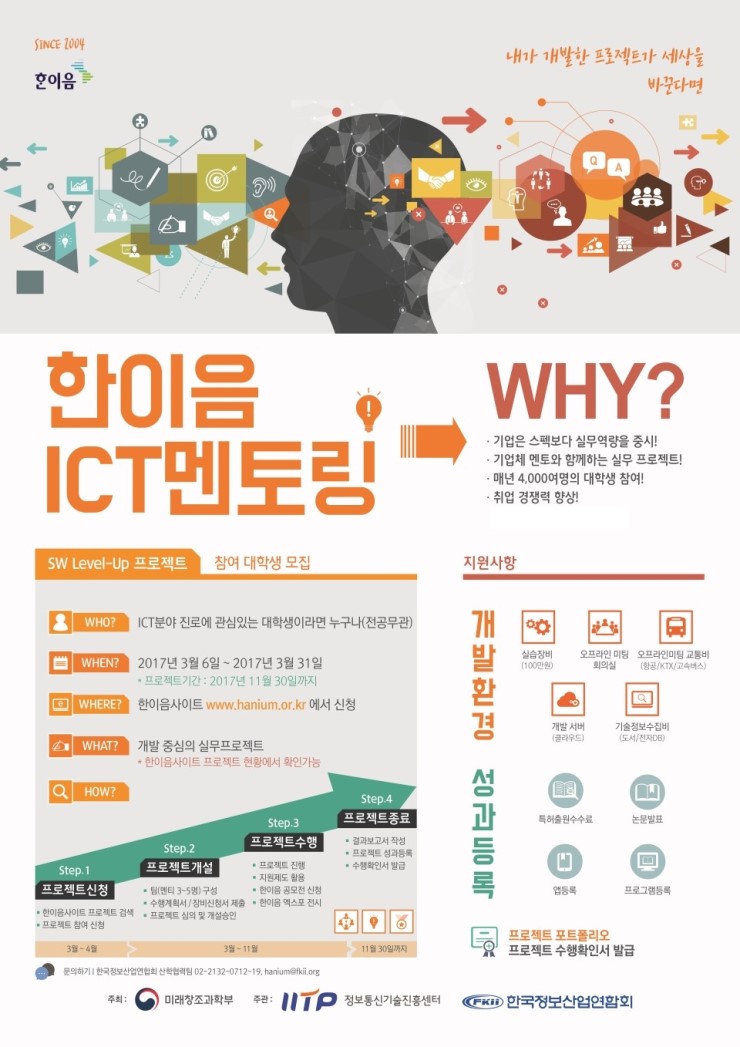 SINCE 2004
한이음
내가 개발한 프로젝트가 세상을
바꾼다면
Q
A
한이음
ICT멘토링
WHY?
· 기업은 스펙보다 실무역량을 중시!
· 기업체 멘토와 함께하는 실무 프로젝트!
· 매년 4,000여명의 대학생 참여!
· 취업 경쟁력 향상!
SW Level-Up 프로젝트
참여 대학생 모집
WHO?
ICT분야 진로에 관심있는 대학생이라면 누구나(전공무관)
WHEN?
2017년 3월 6일 ~ 2017년 3월 31일
* 프로젝트기간 : 2017년 11월 30일까지
WHERE?
한이음사이트 www.hanium.or.kr 에서 신청
WHAT?
개발 중심의 실무프로젝트
* 한이음사이트 프로젝트 현황에서 확인가능
HOW?
Step.1
프로젝트신청
• 한이음사이트 프로젝트 검색
• 프로젝트 참여 신청
Step.2
프로젝트개설
• 팀(멘티 3~5명) 구성
• 수행계획서 / 장비신청서 제출
• 프로젝트 심의 및 개설승인
Step.3
프로젝트수행
• 프로젝트 진행
• 지원제도 활용
• 한이음 공모전 신청
• 한이음 엑스포 전시
Step.4
프로젝트종료
• 결과보고서 작성
• 프로젝트 성과등록
• 수행확인서 발급
3월 ~ 4월
3월 ~ 11월
11월 30일까지
지원사항
개발환경
실습장비
(100만원)
오프라인 미팅
회의실
오프라인미팅 교통비
(항공/KTX/고속버스)
개발 서버
(클라우드)
기술정보수집비
(도서/전자DB)
성과등록
특허출원수수료
논문발표
앱등록
프로그램등록
프로젝트 포트폴리오
프로젝트 수행확인서 발급
문의하기 | 한국정보산업연합회 산학협력팀 02-2132-0712~19, hanium@fkii.org
주최 : 미래창조과학부
주관 : IITP 정보통신기술진흥센터
FKII 한국정보산업연합회